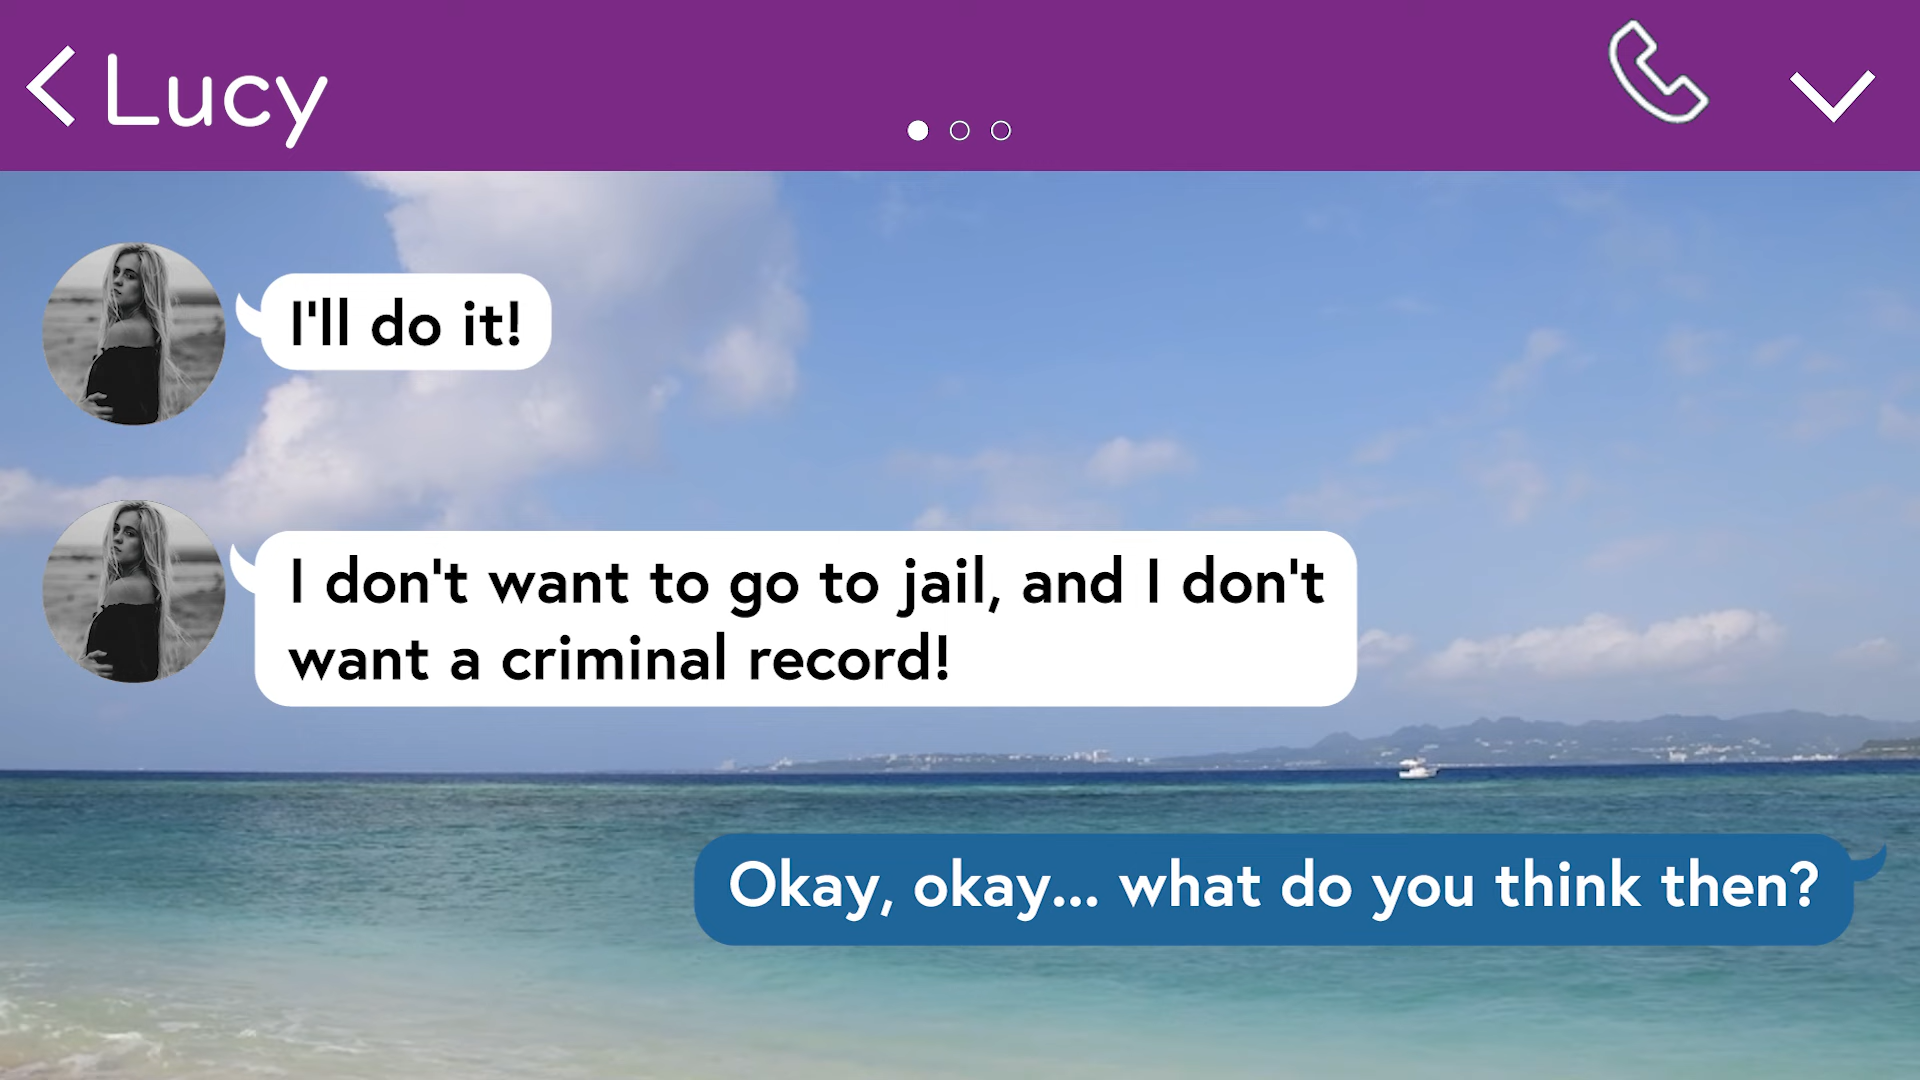 Lucy
I'll do it!
I don't want to go to jail, and I don't
want a criminal record!
Okay, okay... what do you think then?